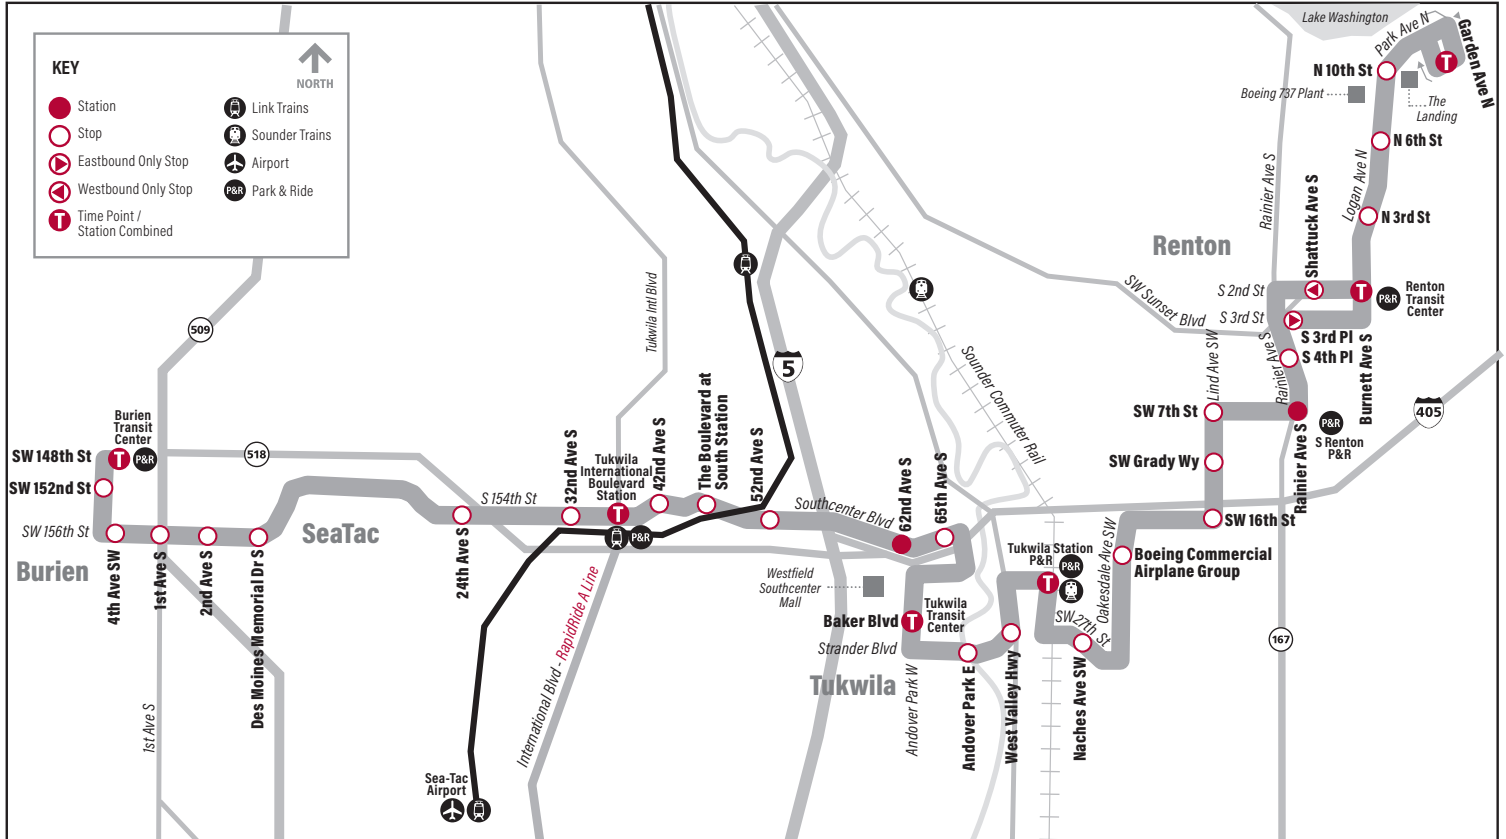 KEY
NORTH
Station
Stop
Eastbound Only Stop
Westbound Only Stop
T
Time Point /
Station Combined
Link Trains
Sounder Trains
Airport
P&R
Park & Ride
509
518
Burien
Transit
Center
SW 148th St
T
P&R
SW 152nd St
SW 156th St
Burien
4th Ave SW
1st Ave S
2nd Ave S
Des Moines Memorial Dr S
1st Ave S
SeaTac
S 154th St
24th Ave S
32nd Ave S
Tukwila
International
Boulevard
Station
T
P&R
42nd Ave S
The Boulevard at
South Station
52nd Ave S
Tukwila Intl Blvd
International Blvd - RapidRide A Line
Sea-Tac
Airport
5
Southcenter Blvd
62nd Ave S
65th Ave S
Westfield
Southcenter
Mall
Baker Blvd
T
Tukwila
Transit
Center
Strander Blvd
Tukwila
Andover Park W
Andover Park E
West Valley Hwy
Tukwila Station
P&R
P&R
T
SW 27th St
Naches Ave SW
Oakesdale Ave SW
Boeing Commercial
Airplane Group
SW 16th St
SW Grady Wy
SW 7th St
Lind Ave SW
Rainier Ave S
P&R
S Renton
P&R
167
405
Sounder Commuter Rail
SW Sunset Blvd
Renton
Rainier Ave S
S 2nd St
S 3rd St
Shattuck Ave S
S 3rd Pl
S 4th Pl
Rainier Ave S
Burnett Ave S
T
P&R
Renton
Transit
Center
N 3rd St
Logan Ave N
N 6th St
N 10th St
Boeing 737 Plant
The
Landing
Park Ave N
Lake Washington
T
Garden Ave N